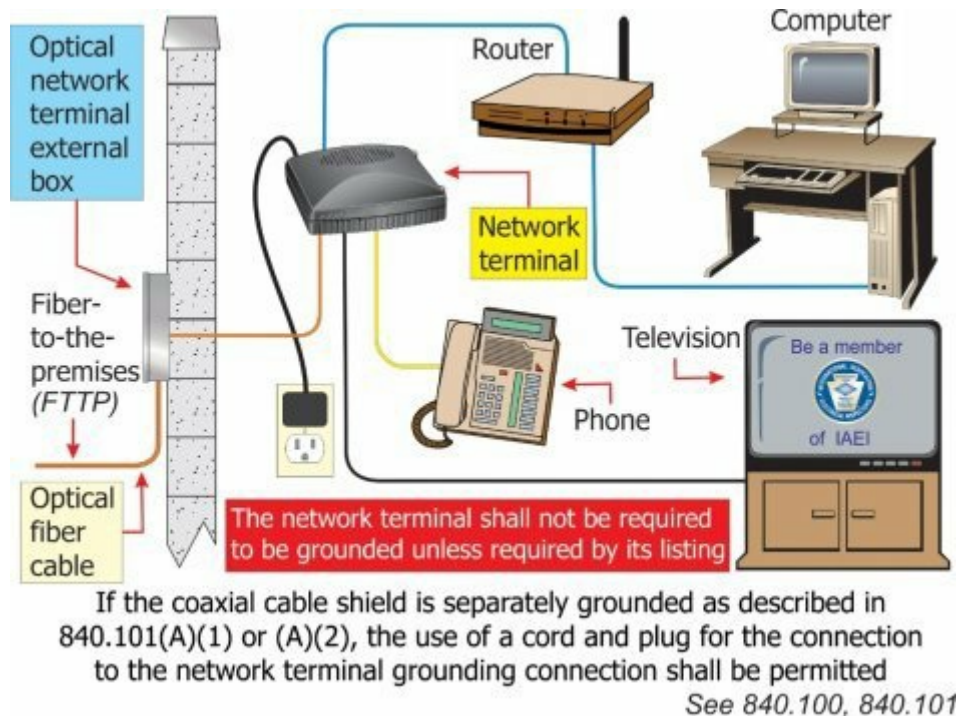 Optical
network
terminal
external
box
Router
Computer
Network
terminal
Fiber-
to-the-
premises
(FTTP)
Television
Be a member
of IAEI
Phone
Optical
fiber
cable
The network terminal shall not be required
to be grounded unless required by its listing
If the coaxial cable shield is separately grounded as described in
840.101(A)(1) or (A)(2), the use of a cord and plug for the connection
to the network terminal grounding connection shall be permitted
See 840.100, 840.101